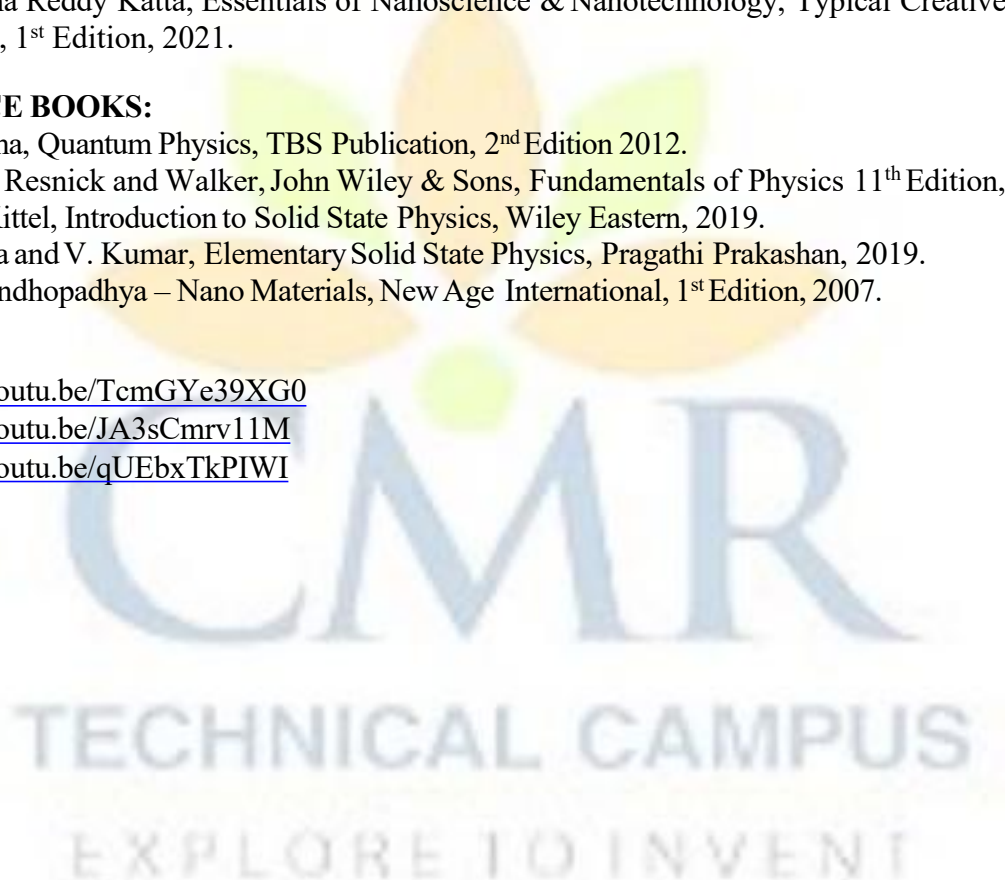 a Reddy Katta, Essentials of Nanoscience & Nanotechnology, Typical Creative
, 1st Edition, 2021.
E BOOKS:
na, Quantum Physics, TBS Publication, 2nd Edition 2012.
Resnick and Walker, John Wiley & Sons, Fundamentals of Physics 11th Edition,
ittel, Introduction to Solid State Physics, Wiley Eastern, 2019.
a and V. Kumar, Elementary Solid State Physics, Pragathi Prakashan, 2019.
ndhopadhya – Nano Materials, New Age International, 1st Edition, 2007.
outu.be/TcmGYe39XG0
outu.be/JA3sCmrv11M
outu.be/qUEbxTkPIWI
CMR
TECHNICAL CAMPUS
EXPLORE TO INVENT